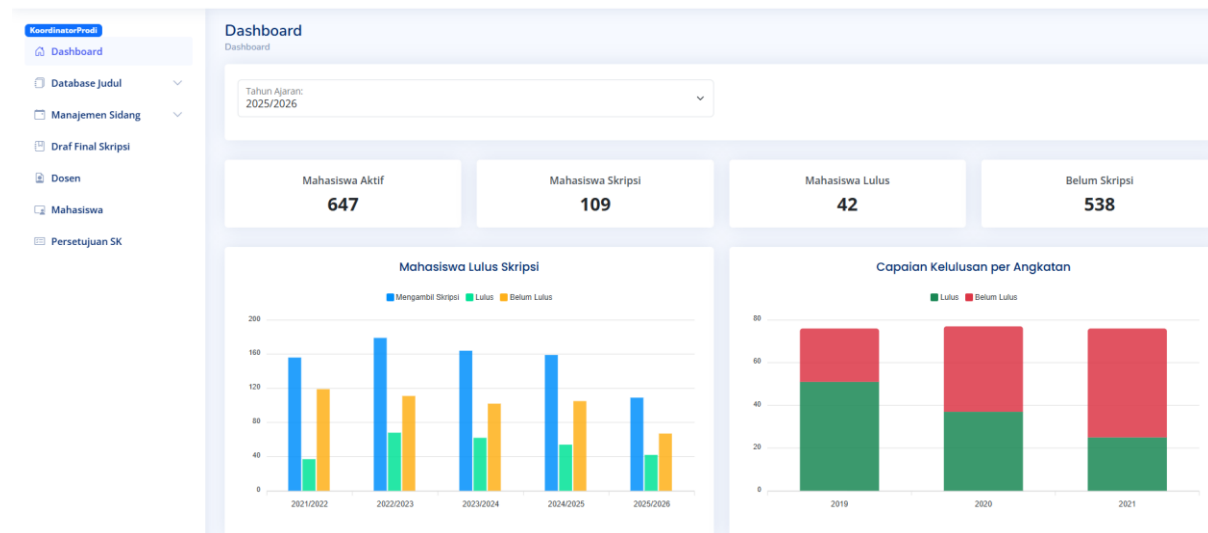 KoordinatorProdi
Dashboard
Database Judul
Manajemen Sidang
Draf Final Skripsi
Dosen
Mahasiswa
Persetujuan SK
Dashboard
Dashboard
Tahun Ajaran:
2025/2026
Mahasiswa Aktif
647
Mahasiswa Skripsi
109
Mahasiswa Lulus
42
Belum Skripsi
538
Mahasiswa Lulus Skripsi
Mengambil Skripsi Lulus Belum Lulus
200
160
120
80
40
0
2021/2022 2022/2023 2023/2024 2024/2025 2025/2026
Capaian Kelulusan per Angkatan
Lulus Belum Lulus
80
60
40
20
0
2019 2020 2021